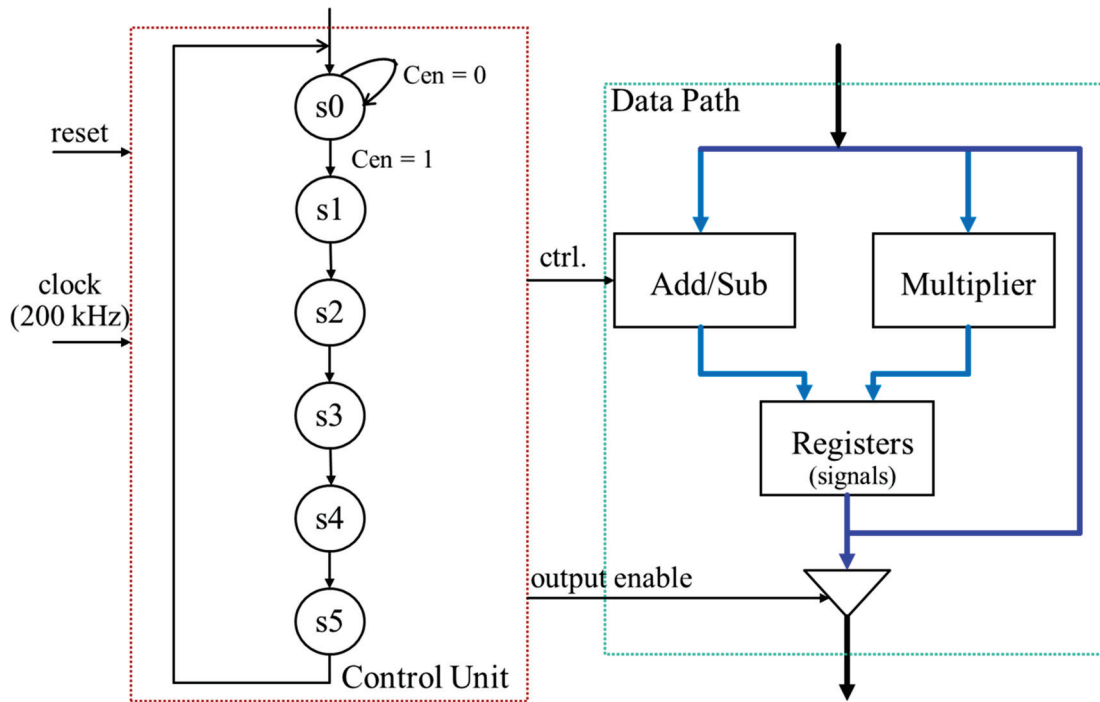 Cen = 0
s0
reset
Cen = 1
s1
clock
(200 kHz)
s2
s3
s4
s5
Control Unit
ctrl.
output enable
Data Path
Add/Sub
Multiplier
Registers
(signals)